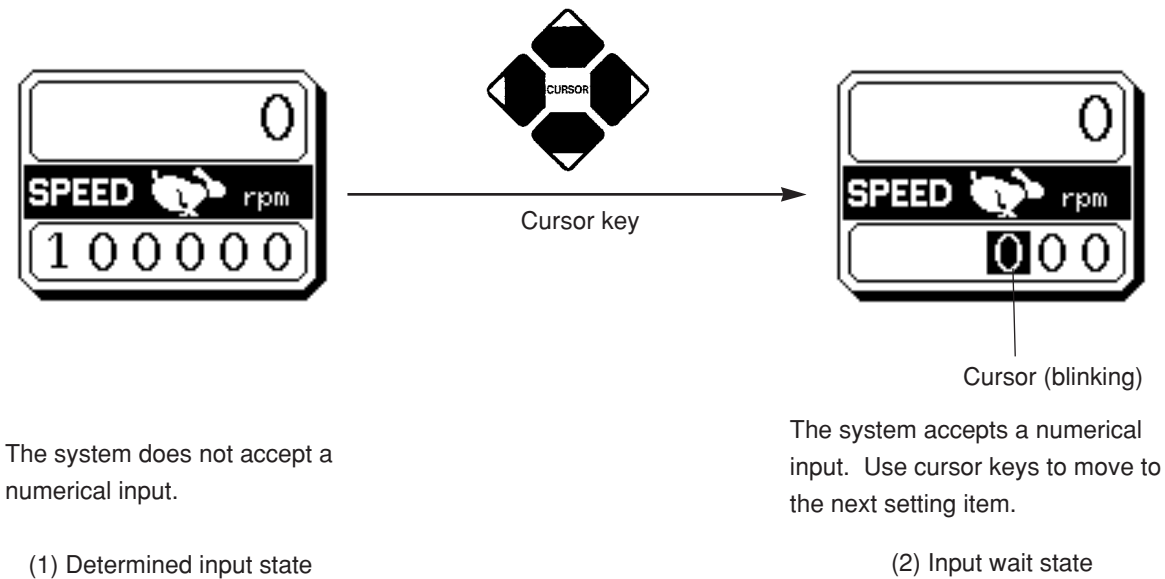 CURSOR
0
SPEED rpm
100000
Cursor key
0
SPEED rpm
000
Cursor (blinking)
The system does not accept a
numerical input.
The system accepts a numerical
input. Use cursor keys to move to
the next setting item.
(1) Determined input state
(2) Input wait state